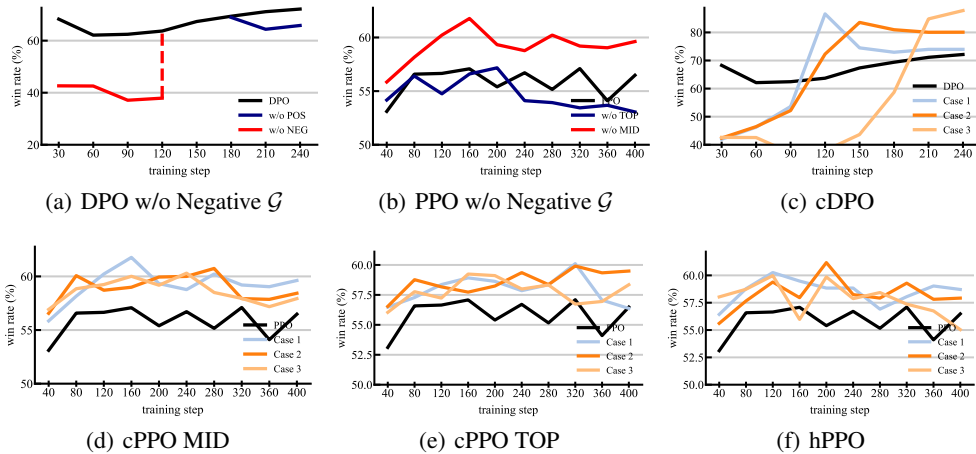 win rate (%)
60
40
20
DPO
w/o POS
w/o NEG
30 60 90 120 150 180 210 240
training step
(a) DPO w/o Negative 𝒢
win rate (%)
60
55
50
PPO
w/o TOP
w/o MID
40 80 120 160 200 240 280 320 360 400
training step
(b) PPO w/o Negative 𝒢
win rate (%)
80
70
60
50
40
DPO
Case 1
Case 2
Case 3
30 60 90 120 150 180 210 240
training step
(c) cDPO
win rate (%)
60
55
50
PPO
Case 1
Case 2
Case 3
40 80 120 160 200 240 280 320 360 400
training step
(d) cPPO MID
win rate (%)
60.0
57.5
55.0
52.5
50.0
PPO
Case 1
Case 2
Case 3
40 80 120 160 200 240 280 320 360 400
training step
(e) cPPO TOP
win rate (%)
60.0
57.5
55.0
52.5
50.0
PPO
Case 1
Case 2
Case 3
40 80 120 160 200 240 280 320 360 400
training step
(f) hPPO